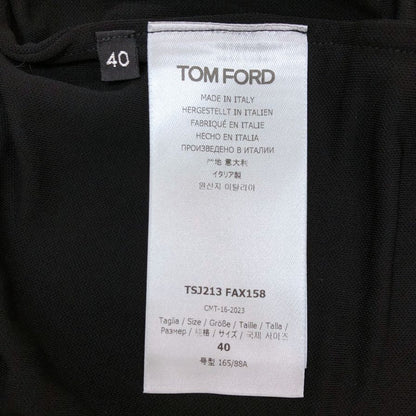 40
TOM FORD
MADE IN ITALY
HERGESTELLT IN ITALIEN
FABRIQUÉ EN ITALIE
HECHO EN ITALIA
ПРОИЗВЕДЕНО В ИТАЛИИ
产地 意大利
イタリア製
원산지 이탈리아
TSJ213 FAX158
CMT-16-2023
Taglia / Size / Größe / Taille / Talla /
Размер / 规格 / サイズ / 국제 사이즈
40
号型 165/88A